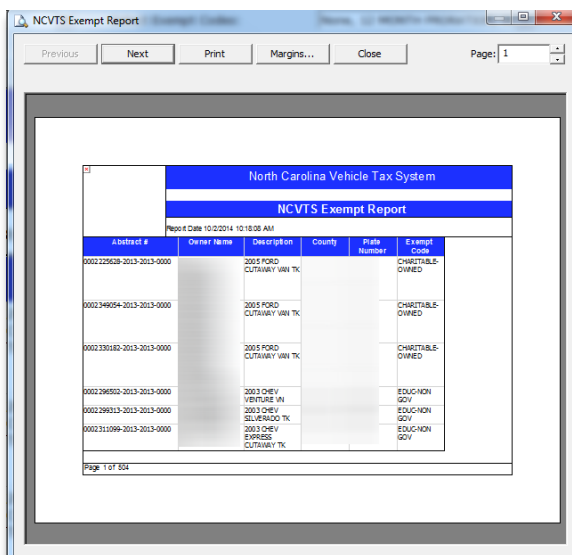 NCVTS Exempt Report
Previous Next Print Margins... Close Page: 1
North Carolina Vehicle Tax System
NCVTS Exempt Report
Report Date 10/2/2014 10:18:08 AM
Abstract # Owner Name Description County Plate Number Exempt Code
0002225628-2013-2013-0000 2005 FORD CUTAWAY VAN TK CHARITABLE-OWNED
0002349054-2013-2013-0000 2005 FORD CUTAWAY VAN TK CHARITABLE-OWNED
0002330182-2013-2013-0000 2005 FORD CUTAWAY VAN TK CHARITABLE-OWNED
0002296502-2013-2013-0000 2003 CHEV VENTURE VN EDUC-NON GOV
0002299313-2013-2013-0000 2003 CHEV SILVERADO TK EDUC-NON GOV
0002311099-2013-2013-0000 2003 CHEV EXPRESS CUTAWAY TK EDUC-NON GOV
Page 1 of 504